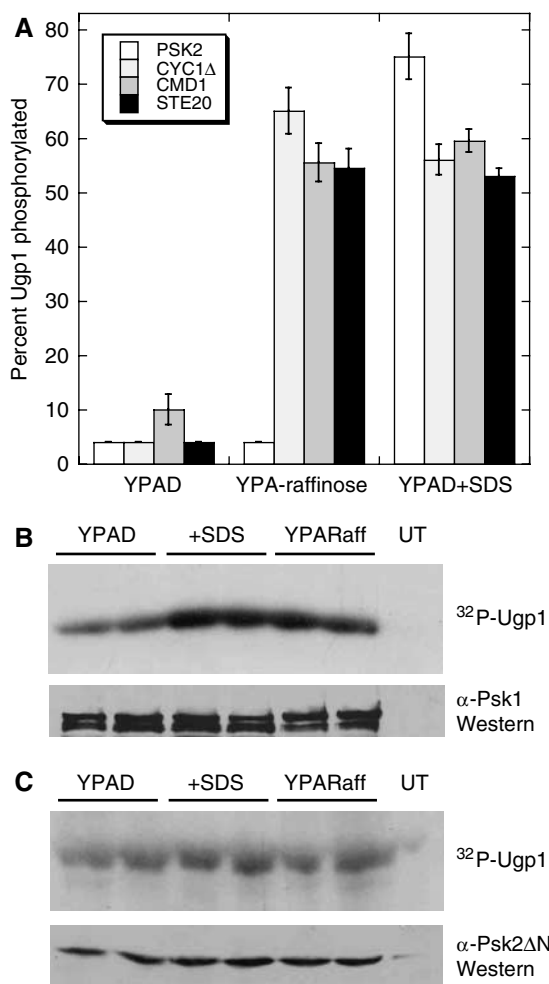 A
Percent Ugp1 phosphorylated
80
70
60
50
40
30
20
10
0
PSK2
CYC1Δ
CMD1
STE20
YPAD
YPA-raffinose
YPAD+SDS
B
YPAD
+SDS
YPARaff
UT
³²P-Ugp1
α-Psk1
Western
C
YPAD
+SDS
YPARaff
UT
³²P-Ugp1
α-Psk2ΔN
Western